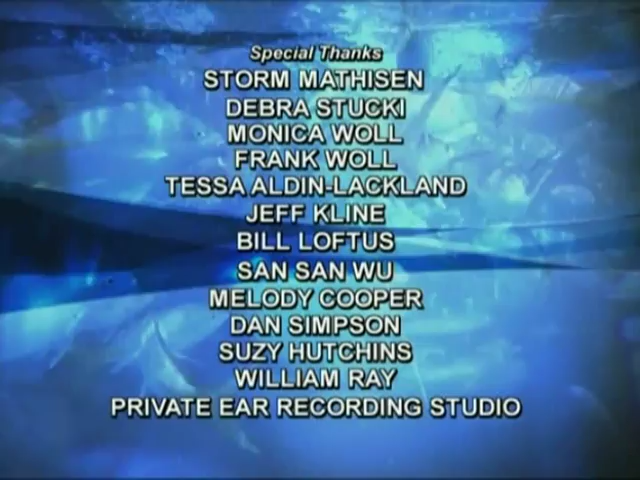 Special Thanks
STORM MATHISEN
DEBRA STUCKI
MONICA WOLL
FRANK WOLL
TESSA ALDIN-LACKLAND
JEFF KLINE
BILL LOFTUS
SAN SAN WU
MELODY COOPER
DAN SIMPSON
SUZY HUTCHINS
WILLIAM RAY
PRIVATE EAR RECORDING STUDIO